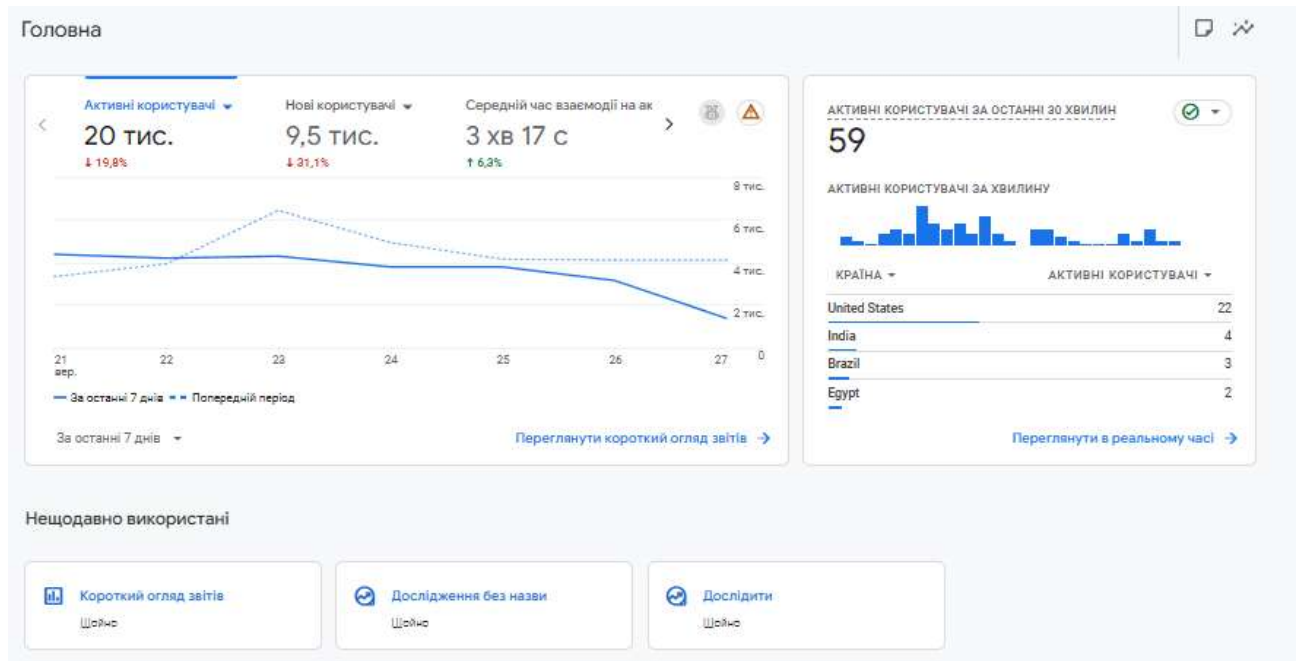 Головна
Активні користувачі
20 тис.
↓ 19,8%
Нові користувачі
9,5 тис.
↓ 31,1%
Середній час взаємодії на ак
3 хв 17 с
↑ 6,3%
8 тис.
6 тис.
4 тис.
2 тис.
0
21
вер.
22
23
24
25
26
27
За останні 7 днів
Попередній період
За останні 7 днів
Переглянути короткий огляд звітів
АКТИВНІ КОРИСТУВАЧІ ЗА ОСТАННІ 30 ХВИЛИН
59
АКТИВНІ КОРИСТУВАЧІ ЗА ХВИЛИНУ
КРАЇНА
АКТИВНІ КОРИСТУВАЧІ
United States 22
India 4
Brazil 3
Egypt 2
Переглянути в реальному часі
Нещодавно використані
Короткий огляд звітів
Щойно
Дослідження без назви
Щойно
Дослідити
Щойно